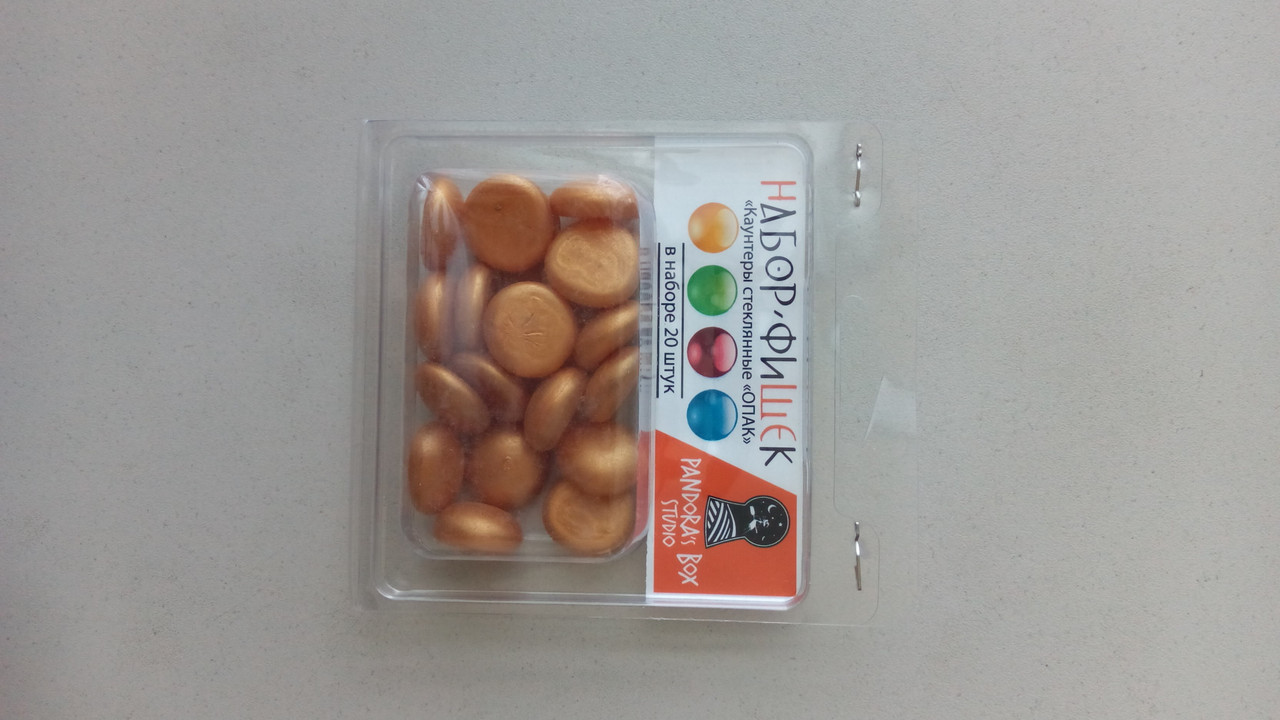 НАБОР ФИШЕК
«Каунтеры стеклянные «ОПАК»
в наборе 20 штук
PANDORA'S BOX
STUDIO